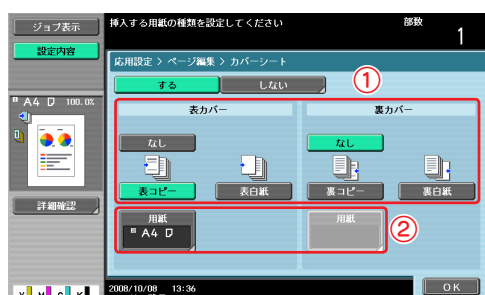 ジョブ表示
設定内容
挿入する用紙の種類を設定してください
部数
1
応用設定 > ページ編集 > カバーシート
する
しない
①
A4 100.0%
表カバー
裏カバー
なし
なし
表コピー
表白紙
裏コピー
裏白紙
詳細確認
用紙
A4
用紙
②
Y M C K
2008/10/08 13:36
OK